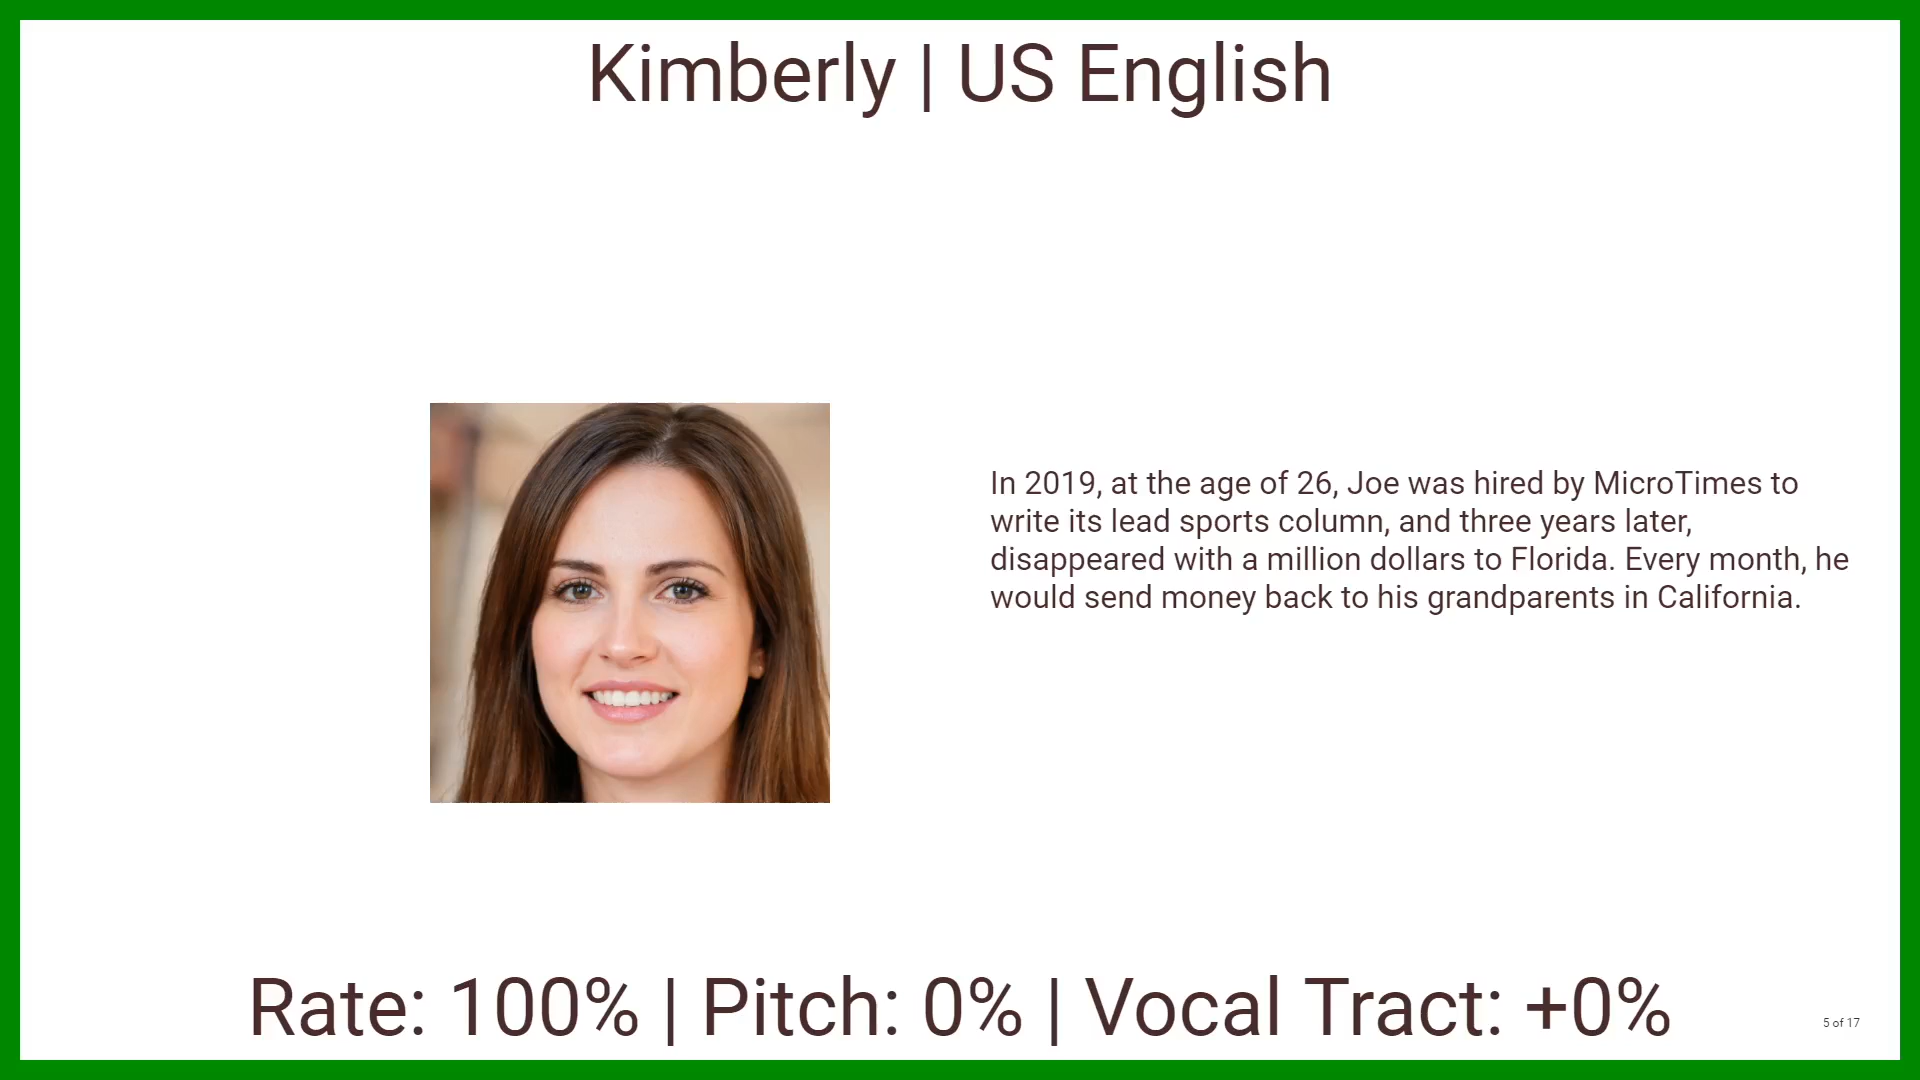 Kimberly | US English
In 2019, at the age of 26, Joe was hired by MicroTimes to
write its lead sports column, and three years later,
disappeared with a million dollars to Florida. Every month, he
would send money back to his grandparents in California.
Rate: 100% | Pitch: 0% | Vocal Tract: +0%
5 of 17